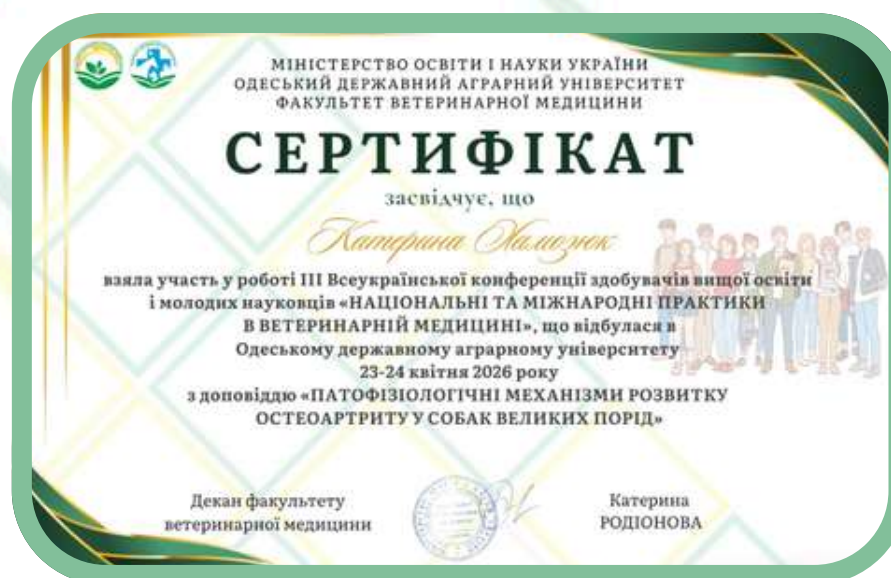 МІНІСТЕРСТВО ОСВІТИ І НАУКИ УКРАЇНИ
ОДЕСЬКИЙ ДЕРЖАВНИЙ АГРАРНИЙ УНІВЕРСИТЕТ
ФАКУЛЬТЕТ ВЕТЕРИНАРНОЇ МЕДИЦИНИ
СЕРТИФІКАТ
засвідчує, що
Катерина
взяла участь у роботі ІІІ Всеукраїнської конференції здобувачів вищої освіти
і молодих науковців «НАЦІОНАЛЬНІ ТА МІЖНАРОДНІ ПРАКТИКИ
В ВЕТЕРИНАРНІЙ МЕДИЦИНІ», що відбулася в
Одеському державному аграрному університету
23-24 квітня 2026 року
з доповіддю «ПАТОФІЗІОЛОГІЧНІ МЕХАНІЗМИ РОЗВИТКУ
ОСТЕОАРТРИТУ У СОБАК ВЕЛИКИХ ПОРІД»
Декан факультету
ветеринарної медицини
Катерина
РОДІОНОВА